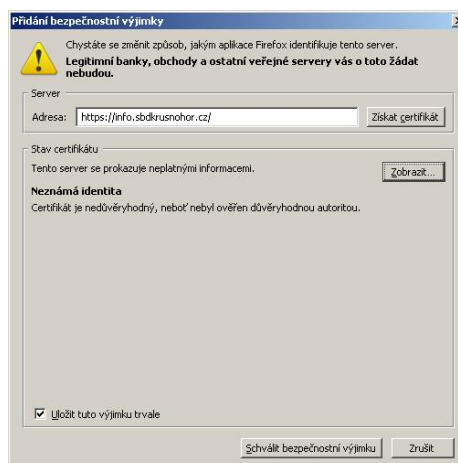 Přidání bezpečnostní výjimky
Chystáte se změnit způsob, jakým aplikace Firefox identifikuje tento server.
Legitimní banky, obchody a ostatní veřejné servery vás o toto žádat
nebudou.
Server
Adresa: https://info.sbdkrusnohor.cz/ Získat certifikát
Stav certifikátu
Tento server se prokazuje neplatnými informacemi. Zobrazit...
Neznámá identita
Certifikát je nedůvěryhodný, neboť nebyl ověřen důvěryhodnou autoritou.
Uložit tuto výjimku trvale
Schválit bezpečnostní výjimku Zrušit